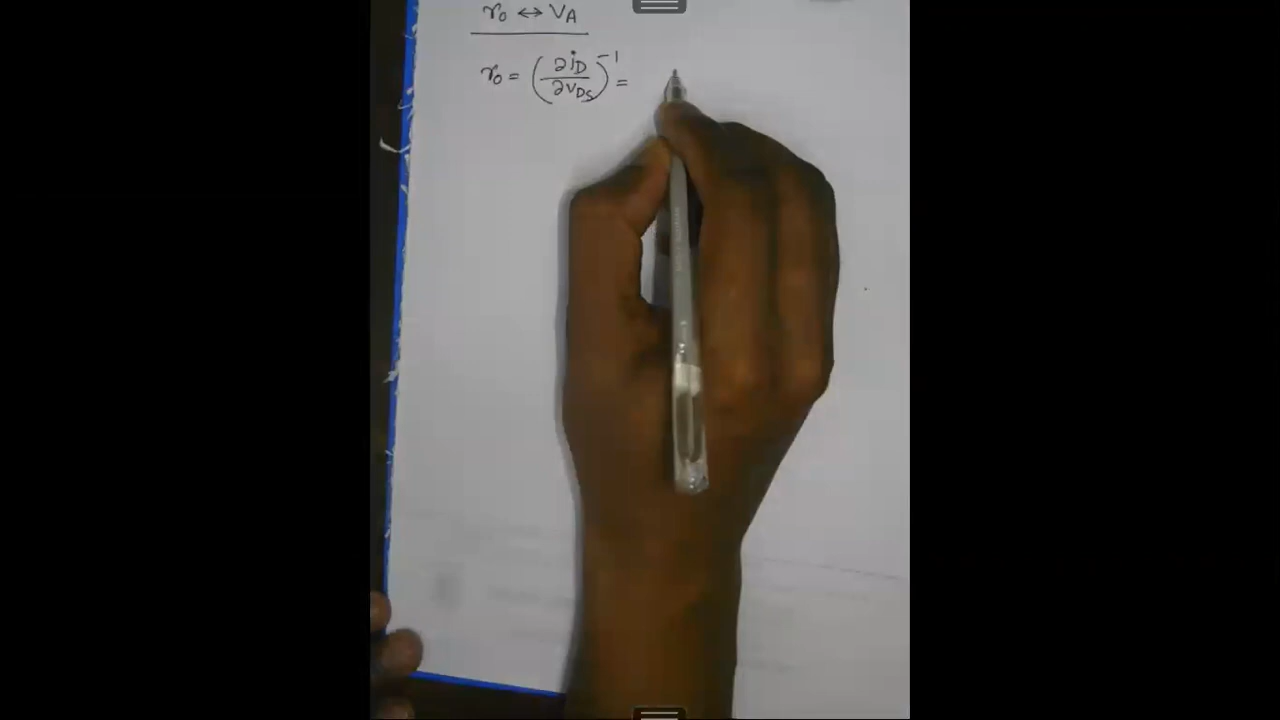 r₀ ↔ V_A
r₀ = (∂i_D/∂v_DS)⁻¹ =